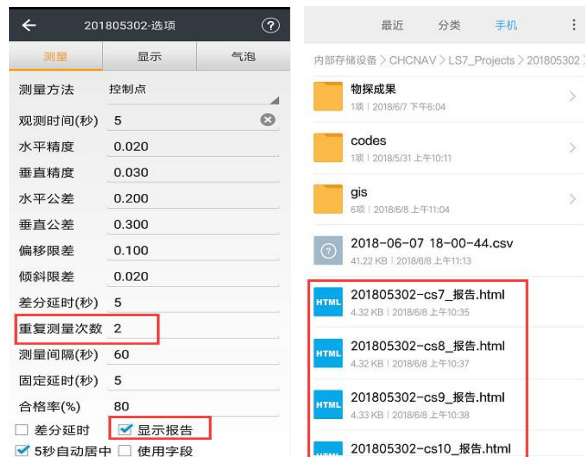 201805302-选项
测量 显示 气泡
测量方法 控制点
观测时间(秒) 5
水平精度 0.020
垂直精度 0.030
水平公差 0.200
垂直公差 0.300
偏移限差 0.100
倾斜限差 0.020
差分延时(秒) 5
重复测量次数 2
测量间隔(秒) 60
固定延时(秒) 5
合格率(%) 80
差分延时 显示报告
5秒自动居中 使用字段
最近 分类 手机
内部存储设备 > CHCNAV > LS7_Projects > 201805302
物探成果
1项 | 2018/6/7 下午6:04
codes
1项 | 2018/5/31 上午10:11
gis
6项 | 2018/6/8 上午11:04
2018-06-07 18-00-44.csv
41.22 KB | 2018/6/8 上午11:13
HTML 201805302-cs7_报告.html
4.32 KB | 2018/6/8 上午10:35
HTML 201805302-cs8_报告.html
4.32 KB | 2018/6/8 上午10:37
HTML 201805302-cs9_报告.html
4.33 KB | 2018/6/8 上午10:38
HTML 201805302-cs10_报告.html